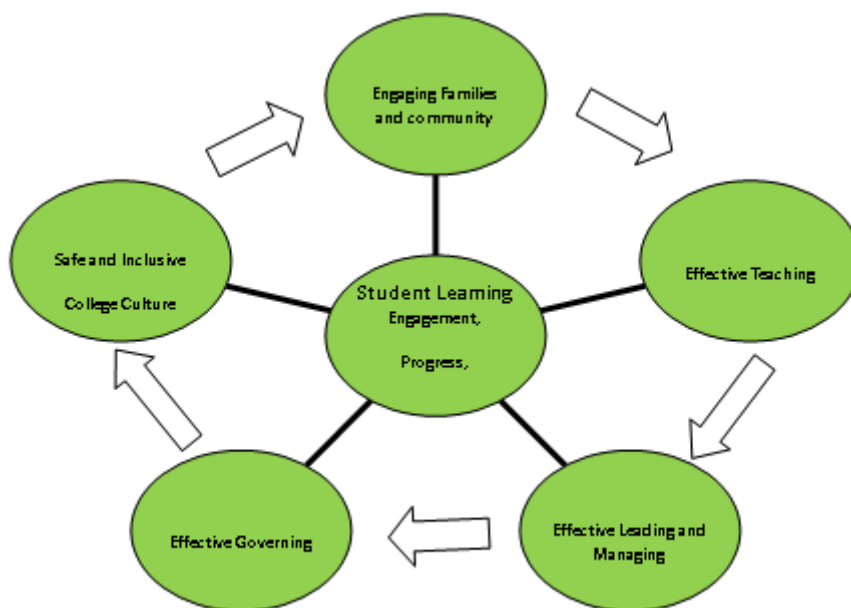 Engaging Families
and community
Safe and Inclusive
College Culture
Effective Teaching
Student Learning
Engagement,
Progress,
Effective Governing
Effective Leading and
Managing